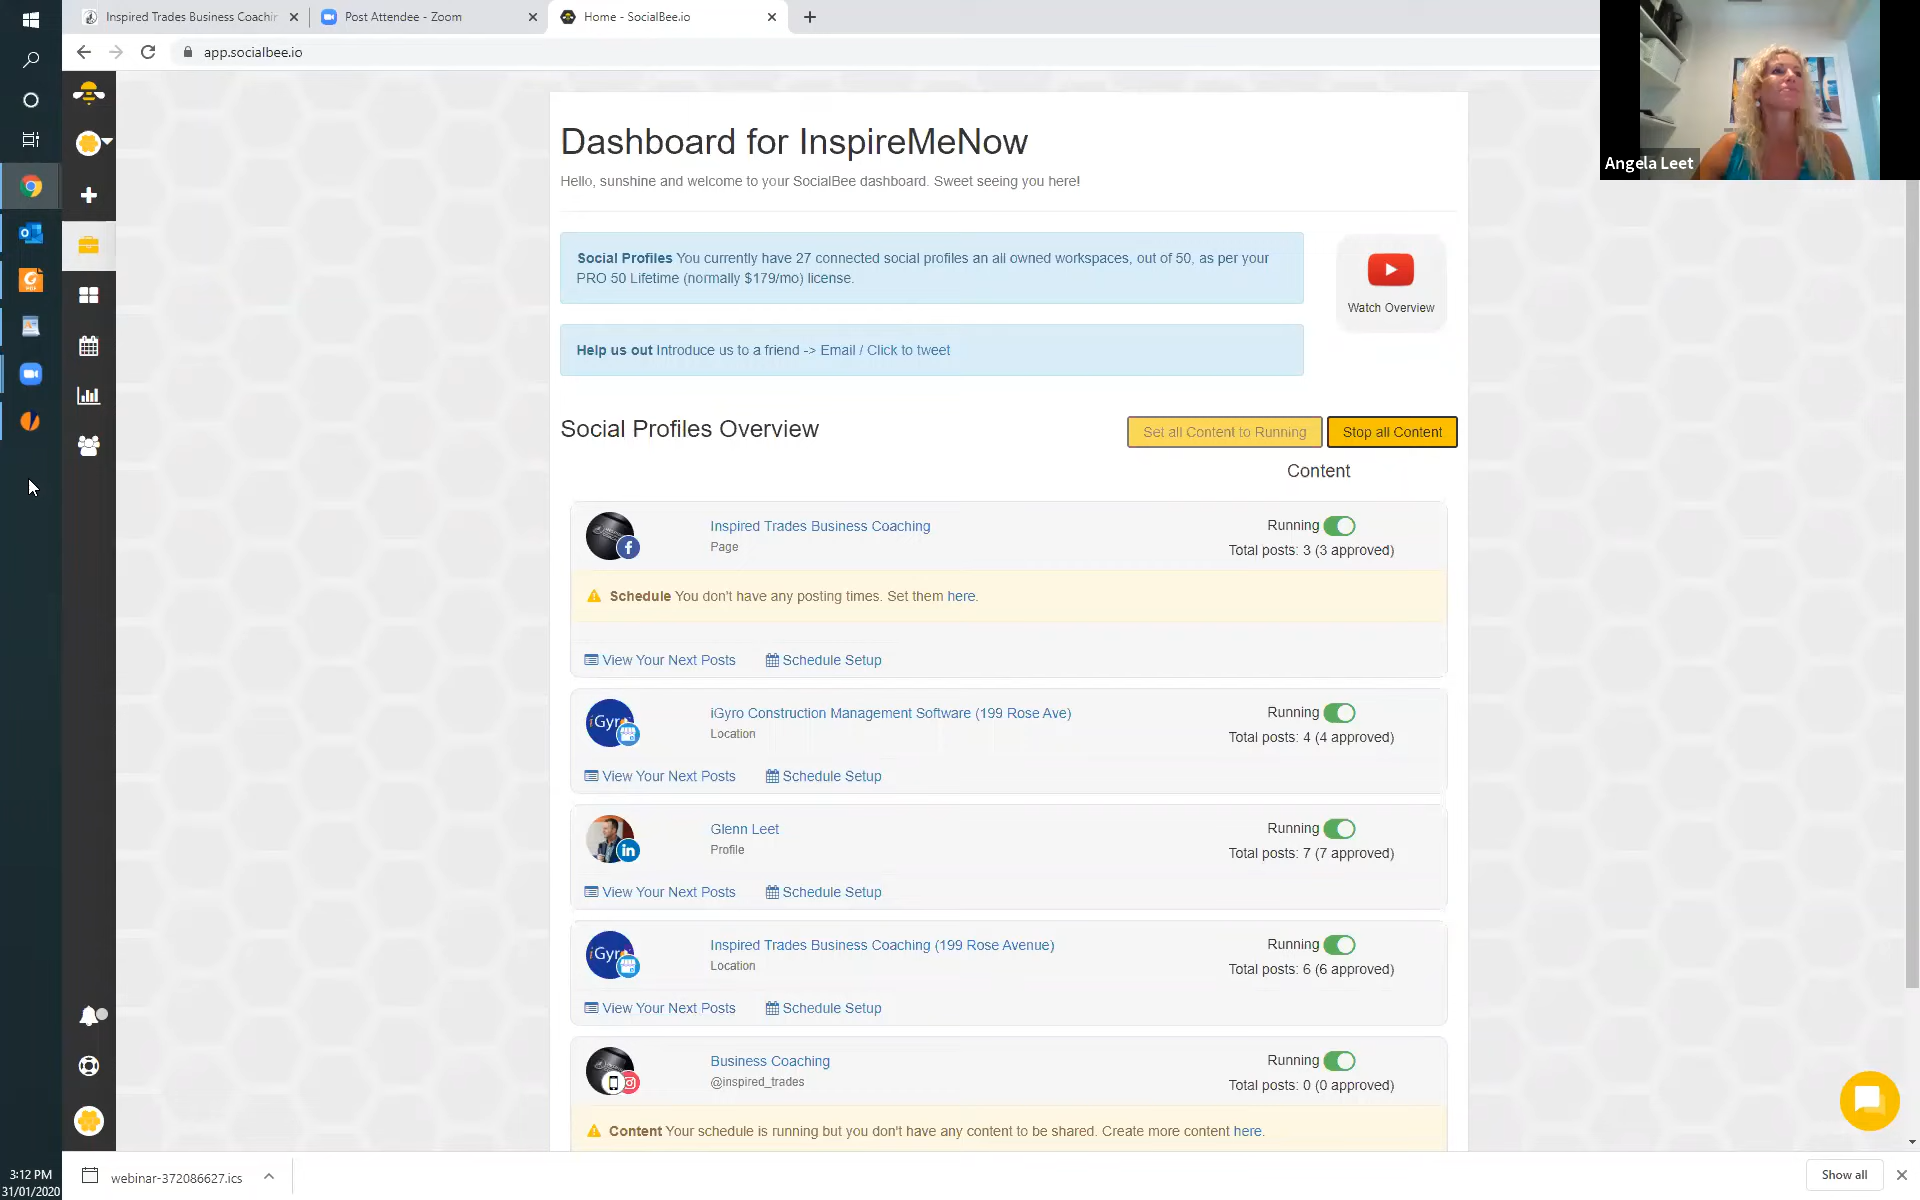 Inspired Trades Business Coachin
Post Attendee - Zoom
Home - SocialBee.io
app.socialbee.io
Angela Leet
Dashboard for InspireMeNow
Hello, sunshine and welcome to your SocialBee dashboard. Sweet seeing you here!
Social Profiles You currently have 27 connected social profiles an all owned workspaces, out of 50, as per your
PRO 50 Lifetime (normally $179/mo) license.
Watch Overview
Help us out Introduce us to a friend -> Email / Click to tweet
Social Profiles Overview
Set all Content to Running
Stop all Content
Content
Inspired Trades Business Coaching
Page
Running
Total posts: 3 (3 approved)
Schedule You don't have any posting times. Set them here.
View Your Next Posts
Schedule Setup
iGyro
iGyro Construction Management Software (199 Rose Ave)
Location
Running
Total posts: 4 (4 approved)
View Your Next Posts
Schedule Setup
Glenn Leet
Profile
Running
Total posts: 7 (7 approved)
View Your Next Posts
Schedule Setup
iGyro
Inspired Trades Business Coaching (199 Rose Avenue)
Location
Running
Total posts: 6 (6 approved)
View Your Next Posts
Schedule Setup
Business Coaching
@inspired_trades
Running
Total posts: 0 (0 approved)
Content Your schedule is running but you don't have any content to be shared. Create more content here.
3:12 PM
31/01/2020
webinar-372086627.ics
Show all